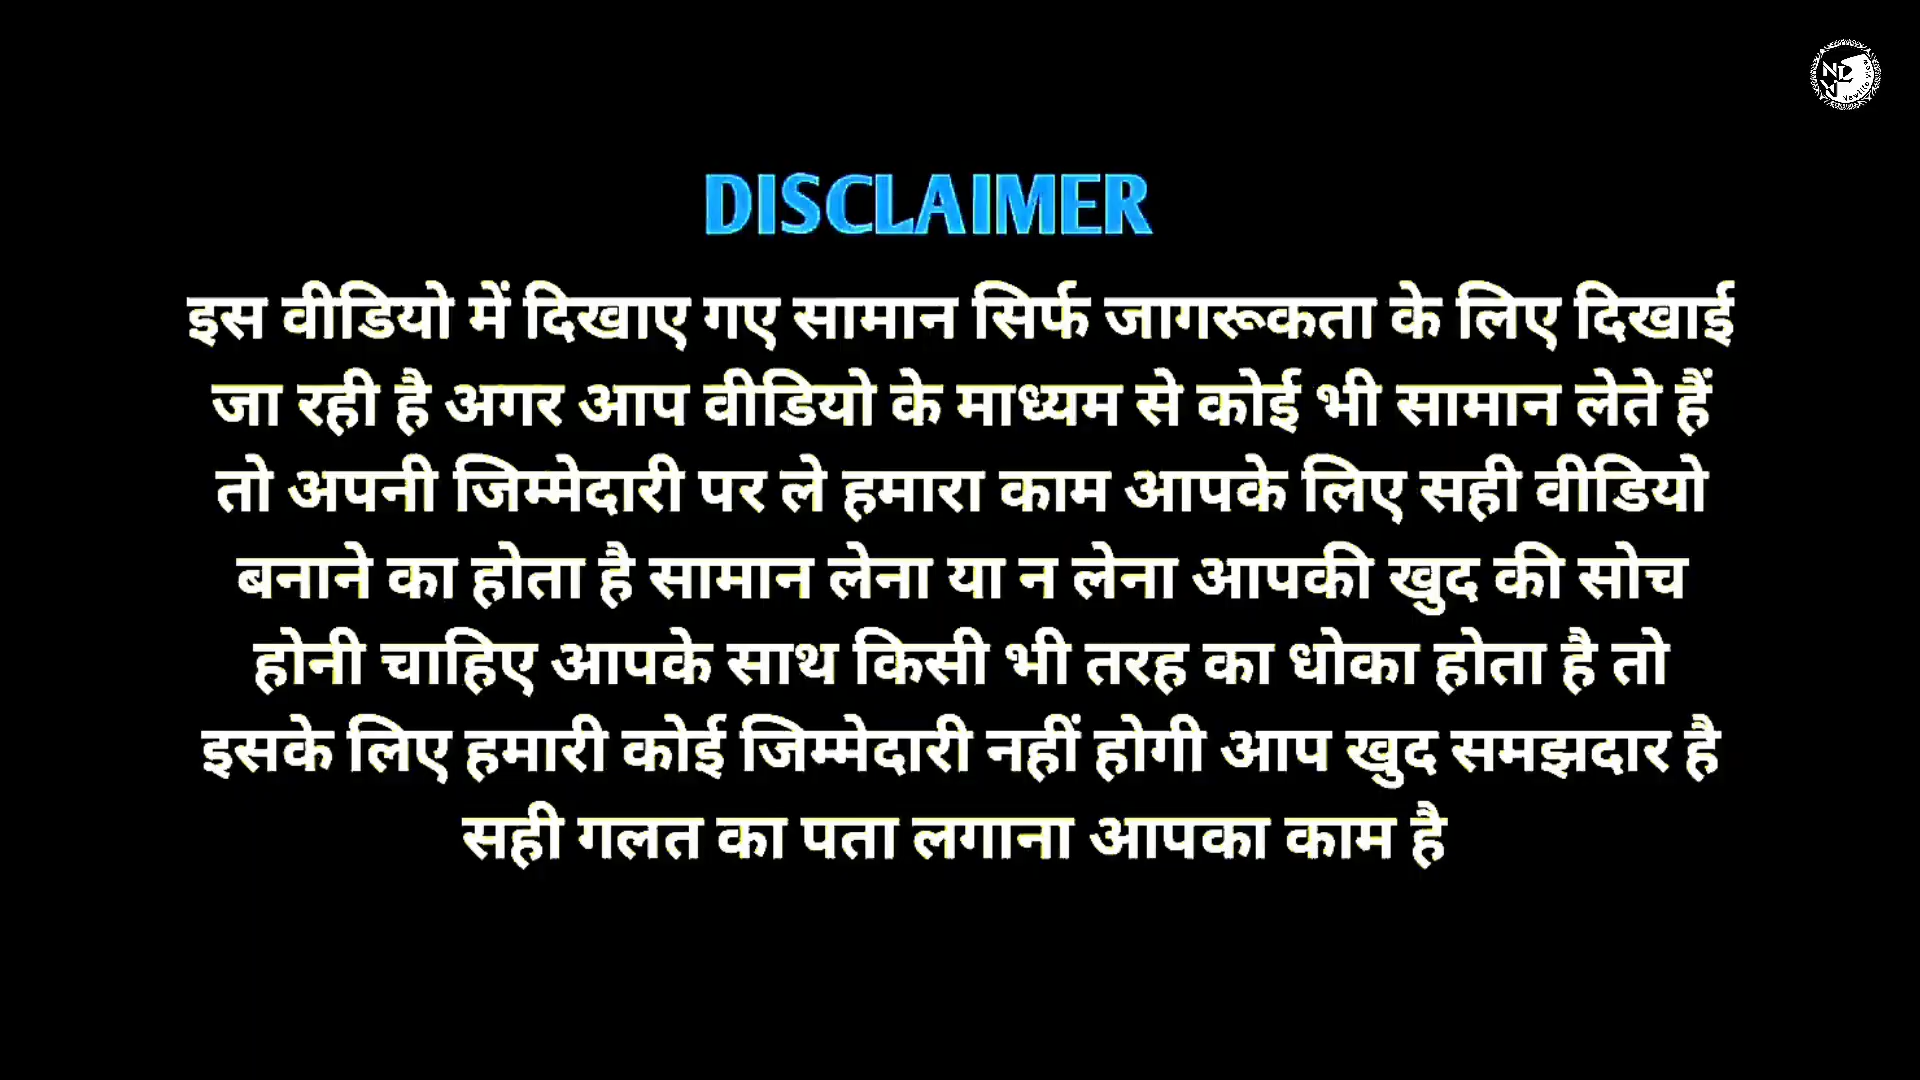 DISCLAIMER
इस वीडियो में दिखाए गए सामान सिर्फ जागरूकता के लिए दिखाई
जा रही है अगर आप वीडियो के माध्यम से कोई भी सामान लेते हैं
तो अपनी जिम्मेदारी पर ले हमारा काम आपके लिए सही वीडियो
बनाने का होता है सामान लेना या न लेना आपकी खुद की सोच
होनी चाहिए आपके साथ किसी भी तरह का धोका होता है तो
इसके लिए हमारी कोई जिम्मेदारी नहीं होगी आप खुद समझदार है
सही गलत का पता लगाना आपका काम है